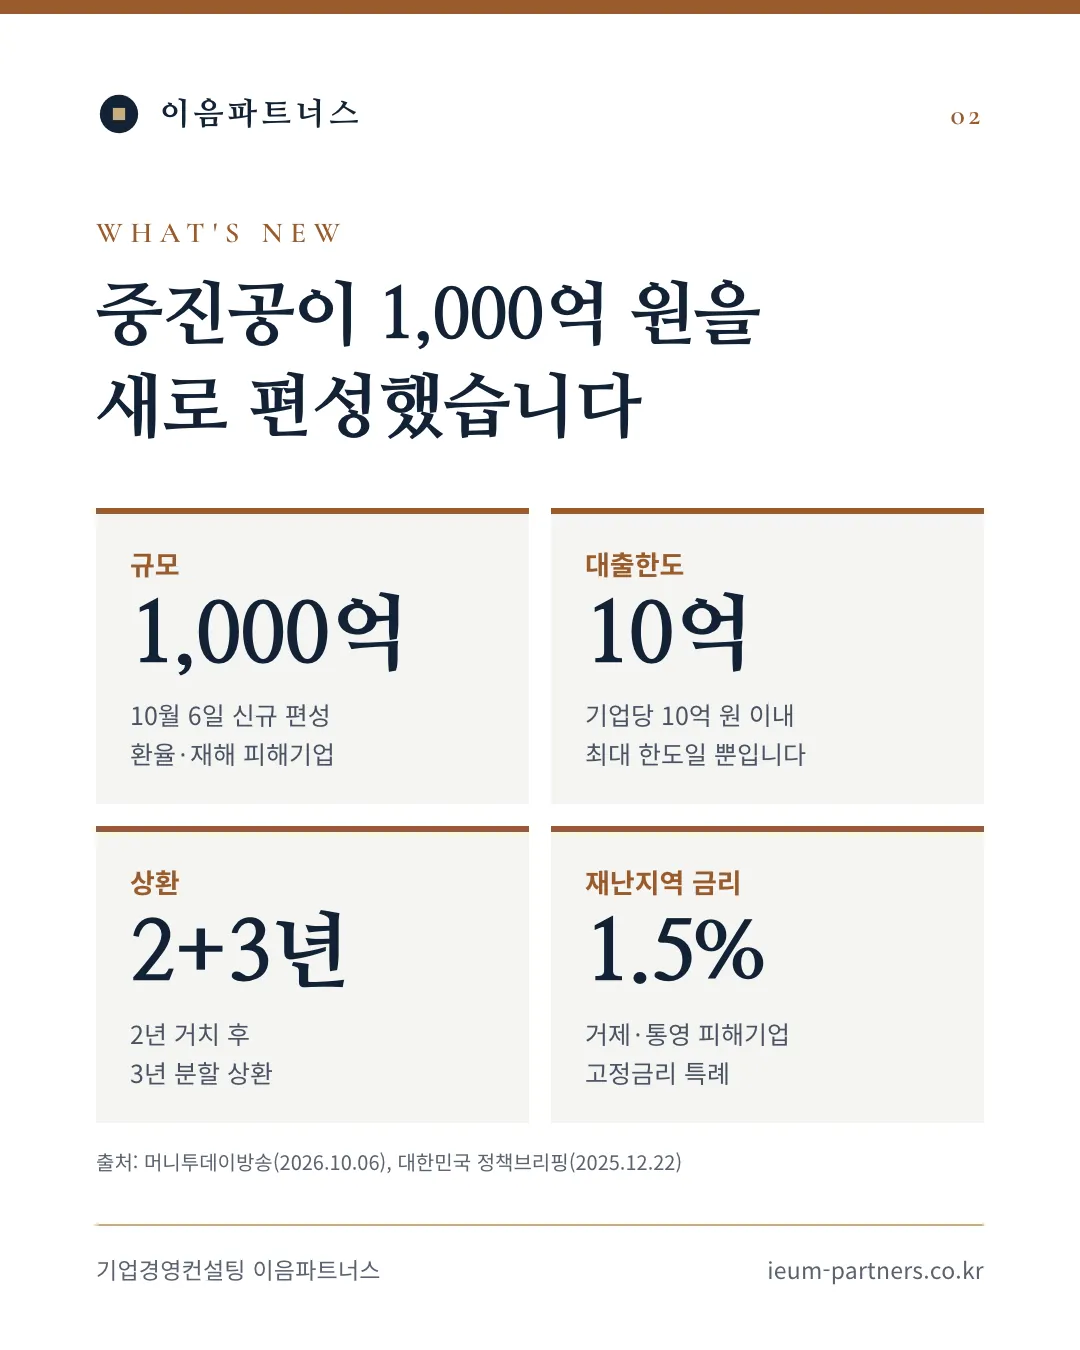 이음파트너스
02
WHAT'S NEW
중진공이 1,000억 원을
새로 편성했습니다
규모
1,000억
10월 6일 신규 편성
환율·재해 피해기업
대출한도
10억
기업당 10억 원 이내
최대 한도일 뿐입니다
상환
2+3년
2년 거치 후
3년 분할 상환
재난지역 금리
1.5%
거제·통영 피해기업
고정금리 특례
출처: 머니투데이방송(2026.10.06), 대한민국 정책브리핑(2025.12.22)
기업경영컨설팅 이음파트너스
ieum-partners.co.kr